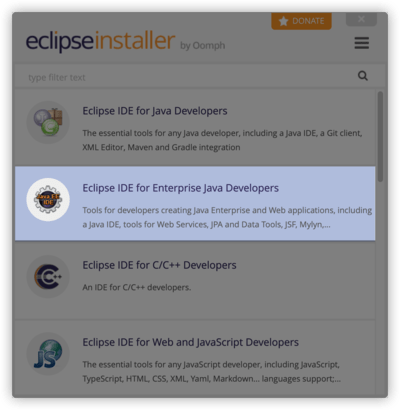 DONATE
eclipseinstaller by Oomph
type filter text
Eclipse IDE for Java Developers
The essential tools for any Java developer, including a Java IDE, a Git client,
XML Editor, Maven and Gradle integration
Eclipse IDE for Enterprise Java Developers
Tools for developers creating Java Enterprise and Web applications, including
a Java IDE, tools for Web Services, JPA and Data Tools, JSF, Mylyn,...
Java EE
IDE
Eclipse IDE for C/C++ Developers
An IDE for C/C++ developers.
C++
Eclipse IDE for Web and JavaScript Developers
The essential tools for any JavaScript developer, including JavaScript,
TypeScript, HTML, CSS, XML, Yaml, Markdown... languages support;...
JS